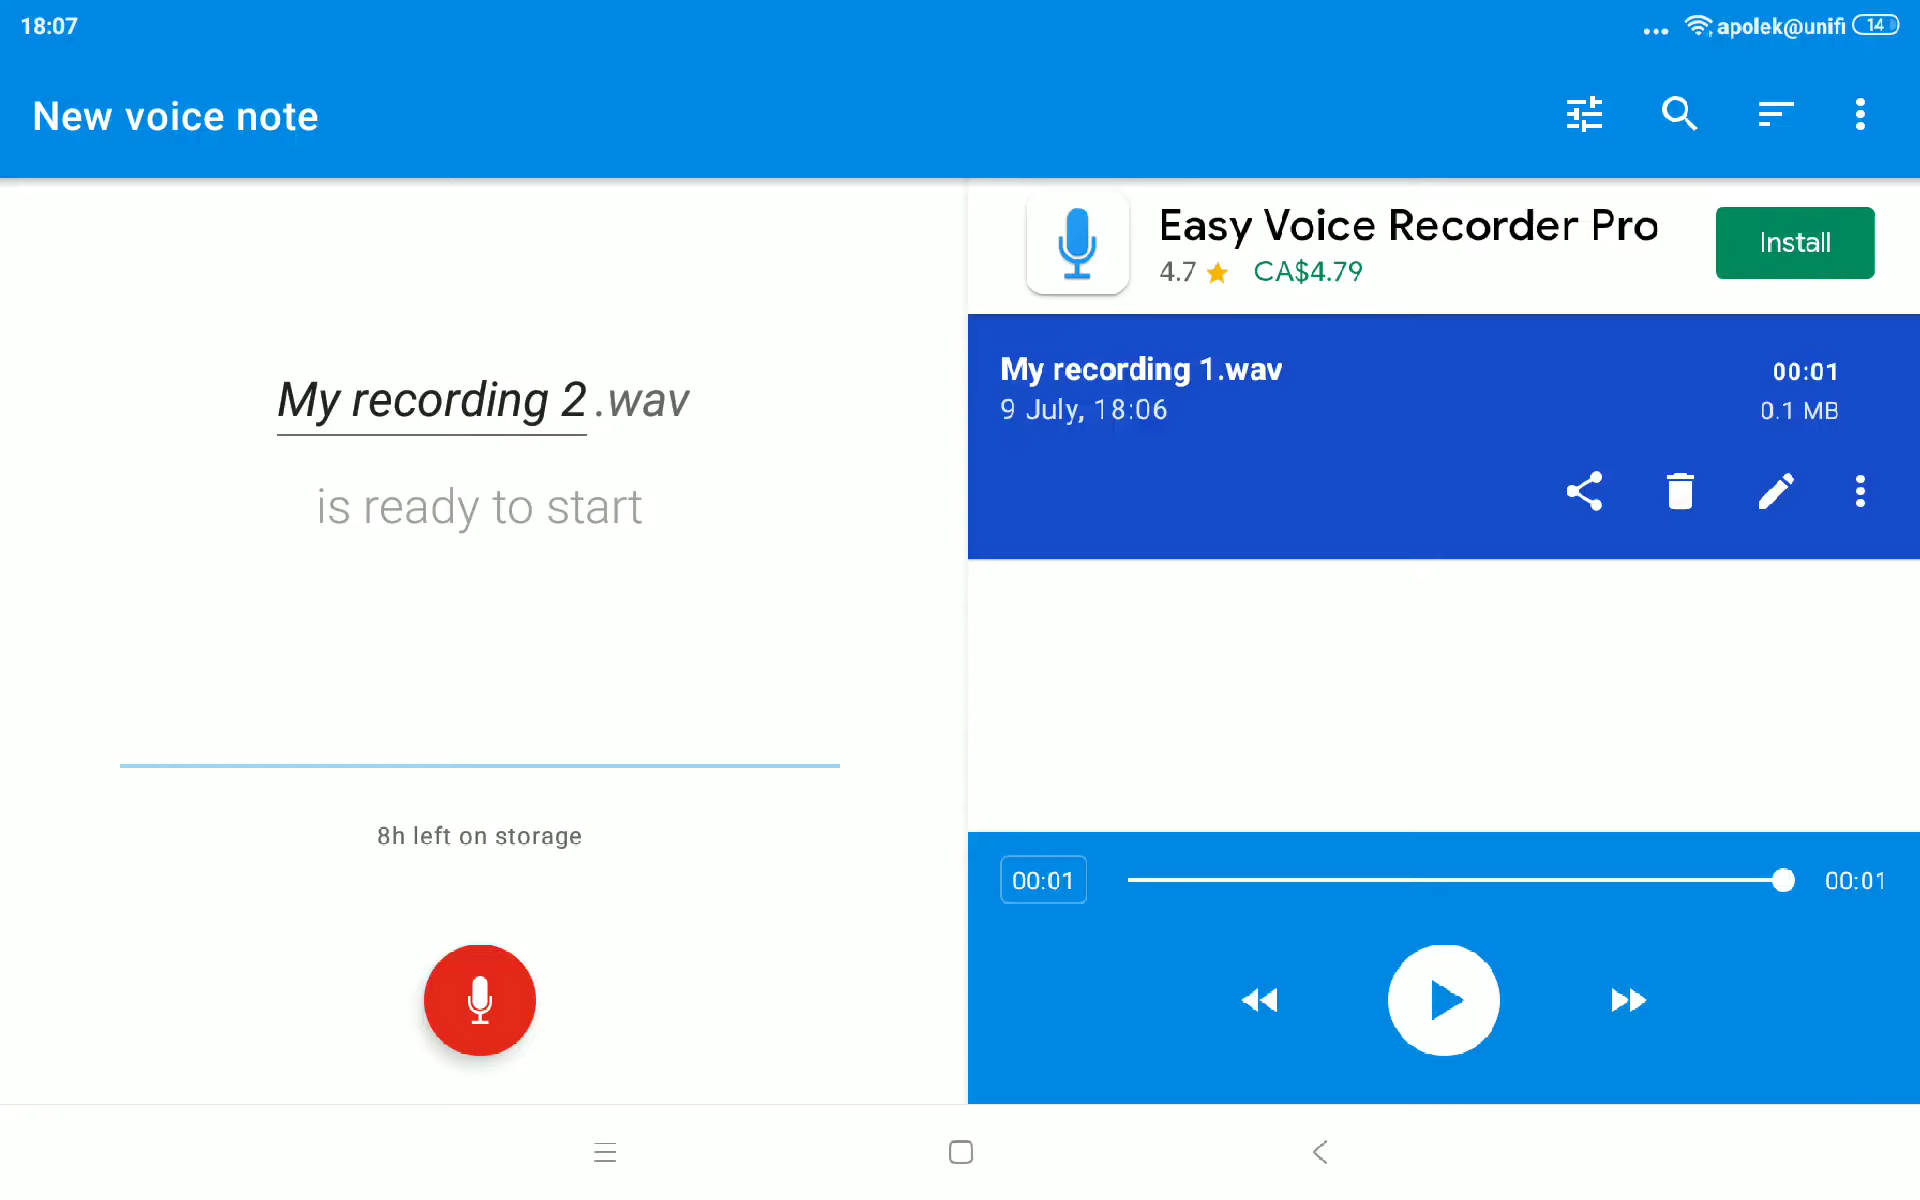 18:07
apolek@unifi 14
New voice note
Easy Voice Recorder Pro
4.7 CA$4.79
Install
My recording 2.wav
is ready to start
8h left on storage
My recording 1.wav 00:01
9 July, 18:06 0.1 MB
00:01 00:01